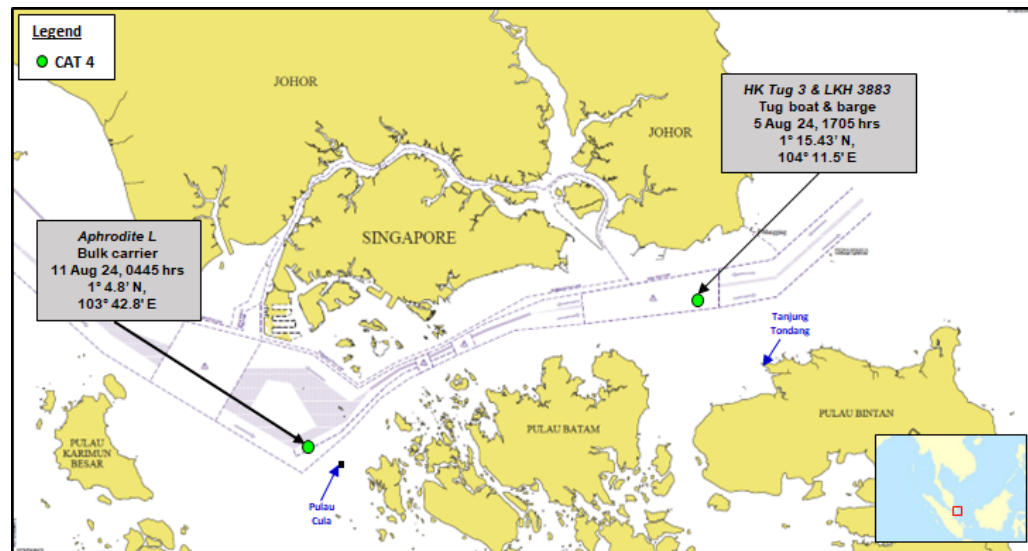 Legend
CAT 4
JOHOR
HK Tug 3 & LKH 3883
Tug boat & barge
5 Aug 24, 1705 hrs
1° 15.43’ N,
104° 11.5' E
JOHOR
Aphrodite L
Bulk carrier
11 Aug 24, 0445 hrs
1° 4.8’ N,
103° 42.8’ E
SINGAPORE
Tanjung
Tondang
PULAU
KARIMUN
BESAR
PULAU BATAM
PULAU BINTAN
Pulau
Cula